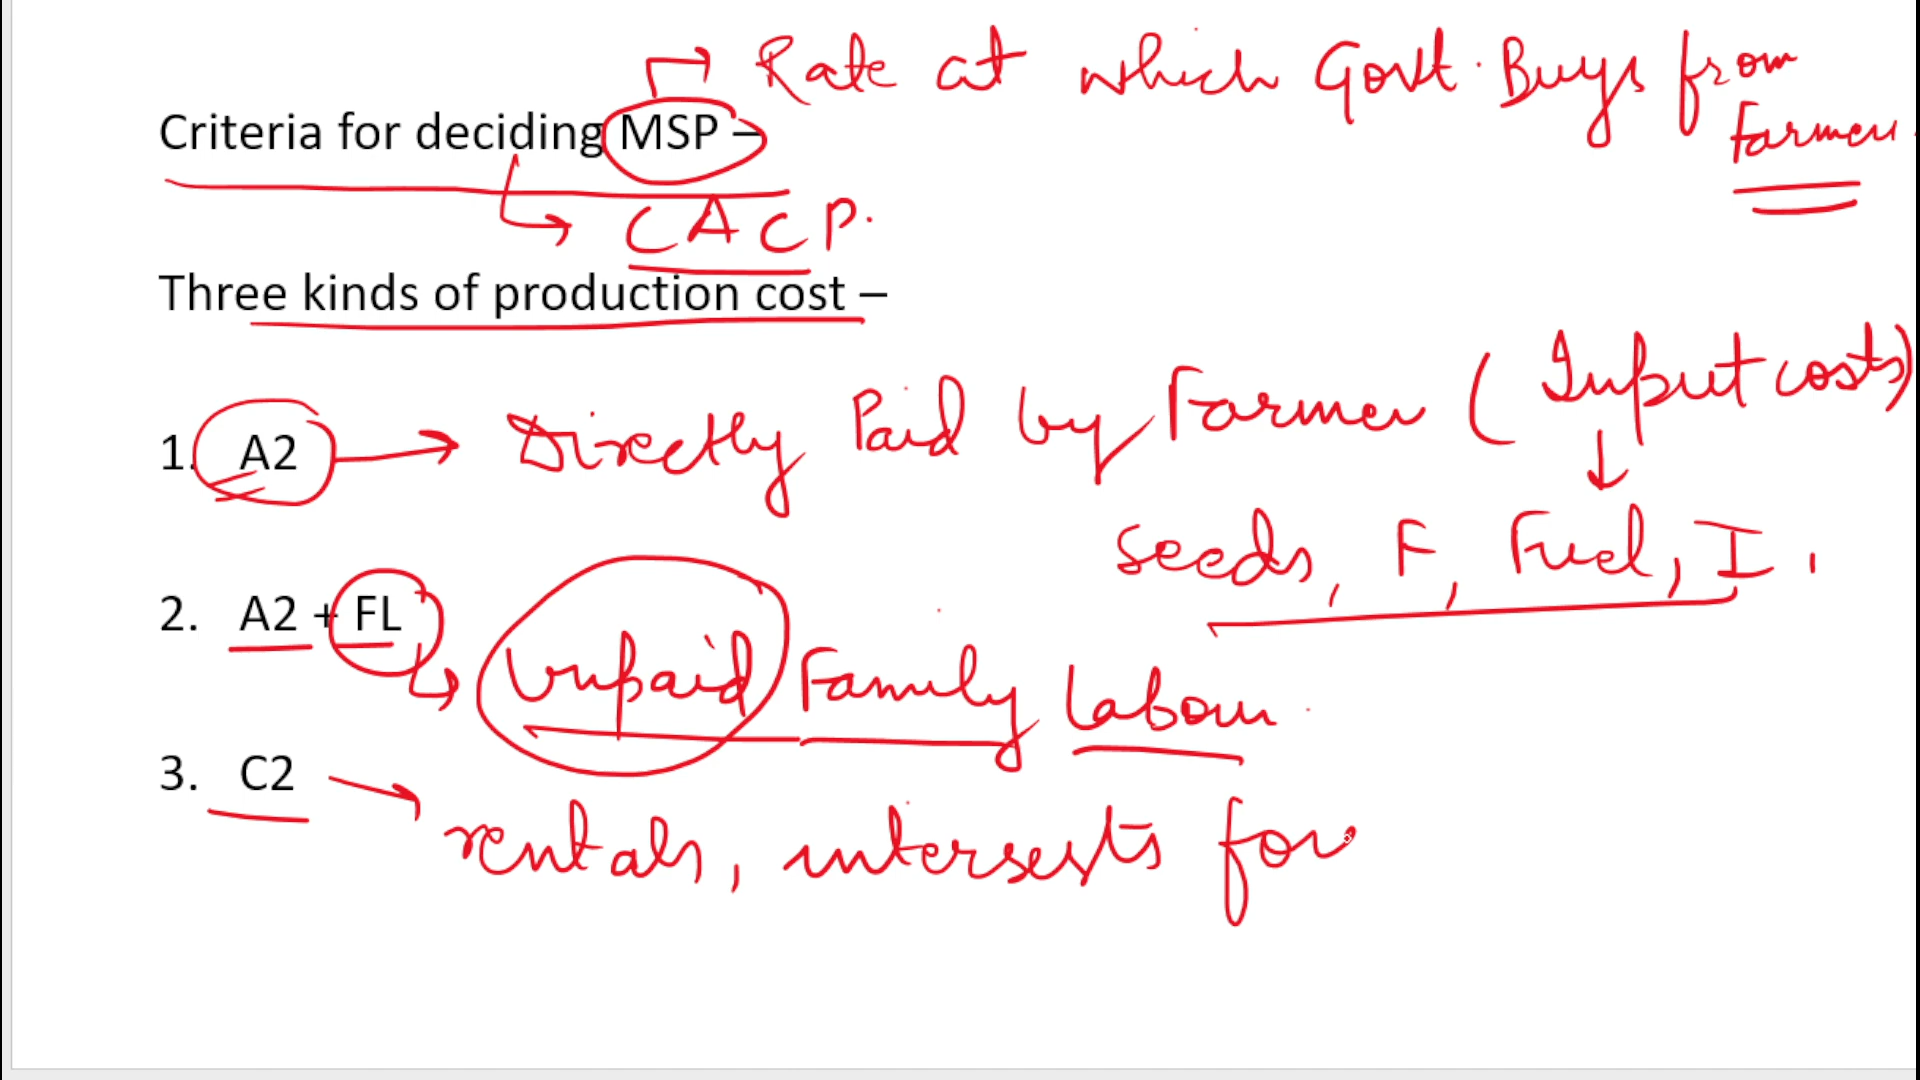 Rate at which Govt. Buys from
Farmer.
Criteria for deciding MSP –
CACP.
Three kinds of production cost –
1. A2 Directly Paid by Farmer (Input costs)
seeds, F, Fuel, I.
2. A2 + FL Unpaid Family Labour
3. C2
rentals, intersests for